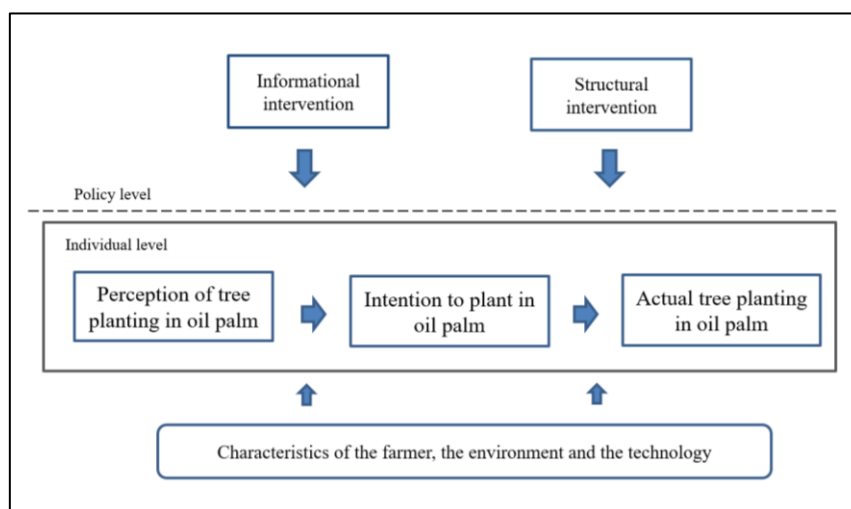 Informational
intervention
Structural
intervention
Policy level
Individual level
Perception of tree
planting in oil palm
Intention to plant in
oil palm
Actual tree planting
in oil palm
Characteristics of the farmer, the environment and the technology